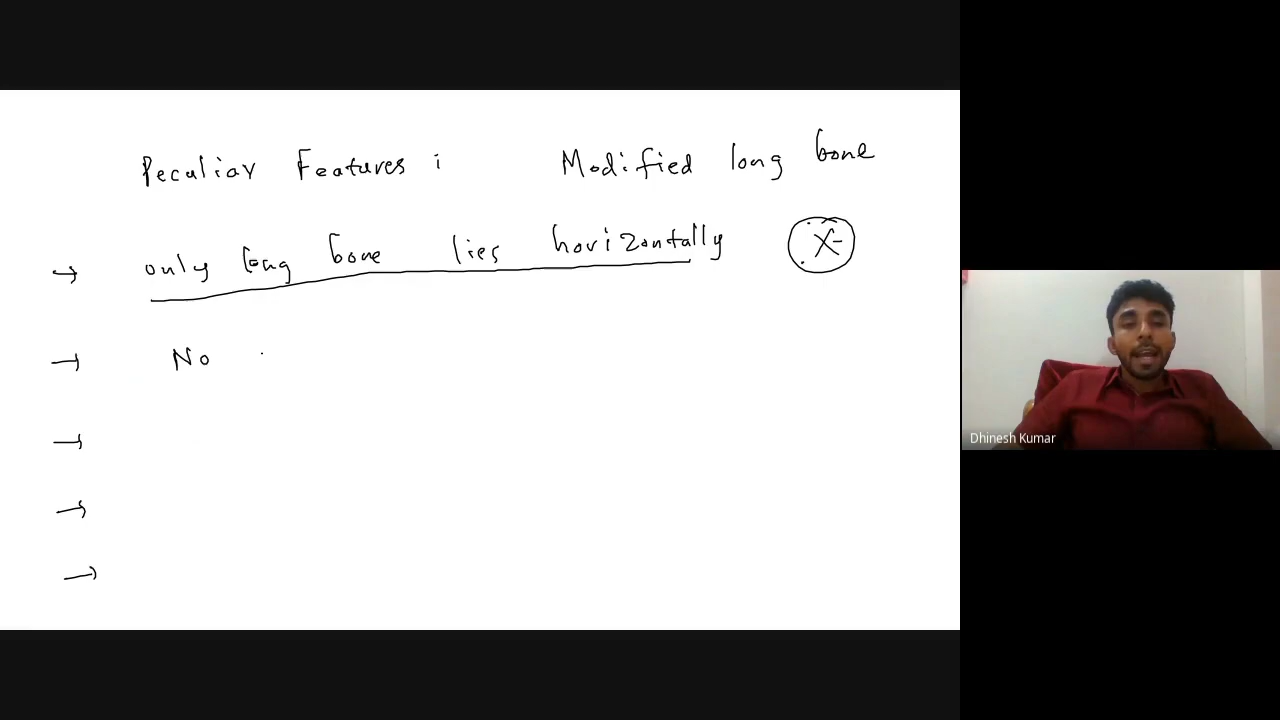 Peculiar Features : Modified long bone
→ only long bone lies horizontally X
→ No
→
→
→
Dhinesh Kumar